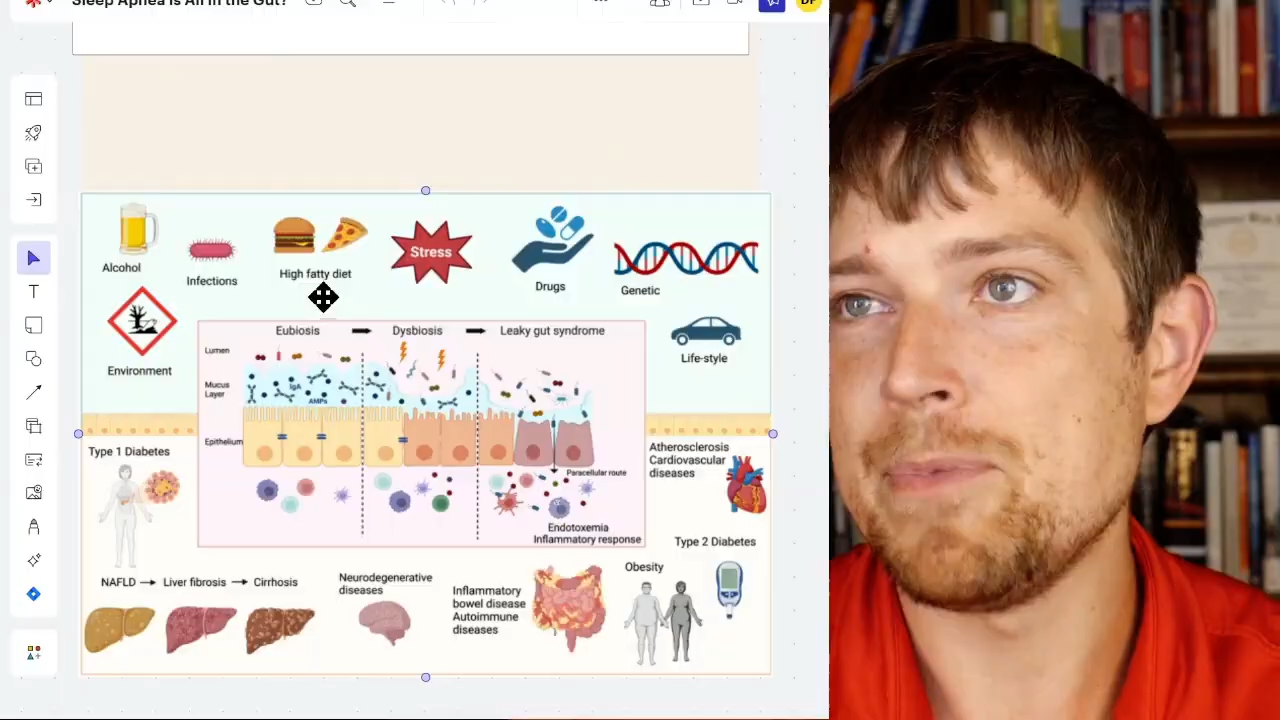 Sleep Apnea is All in the Gut?
DF
Alcohol
Infections
High fatty diet
Stress
Drugs
Genetic
Environment
Life-style
Eubiosis
Dysbiosis
Leaky gut syndrome
Lumen
Mucus
Layer
IgA
AMPs
Epithelium
Paracellular route
Endotoxemia
Inflammatory response
Type 1 Diabetes
Atherosclerosis
Cardiovascular
diseases
Type 2 Diabetes
NAFLD
Liver fibrosis
Cirrhosis
Neurodegenerative
diseases
Inflammatory
bowel disease
Autoimmune
diseases
Obesity
T